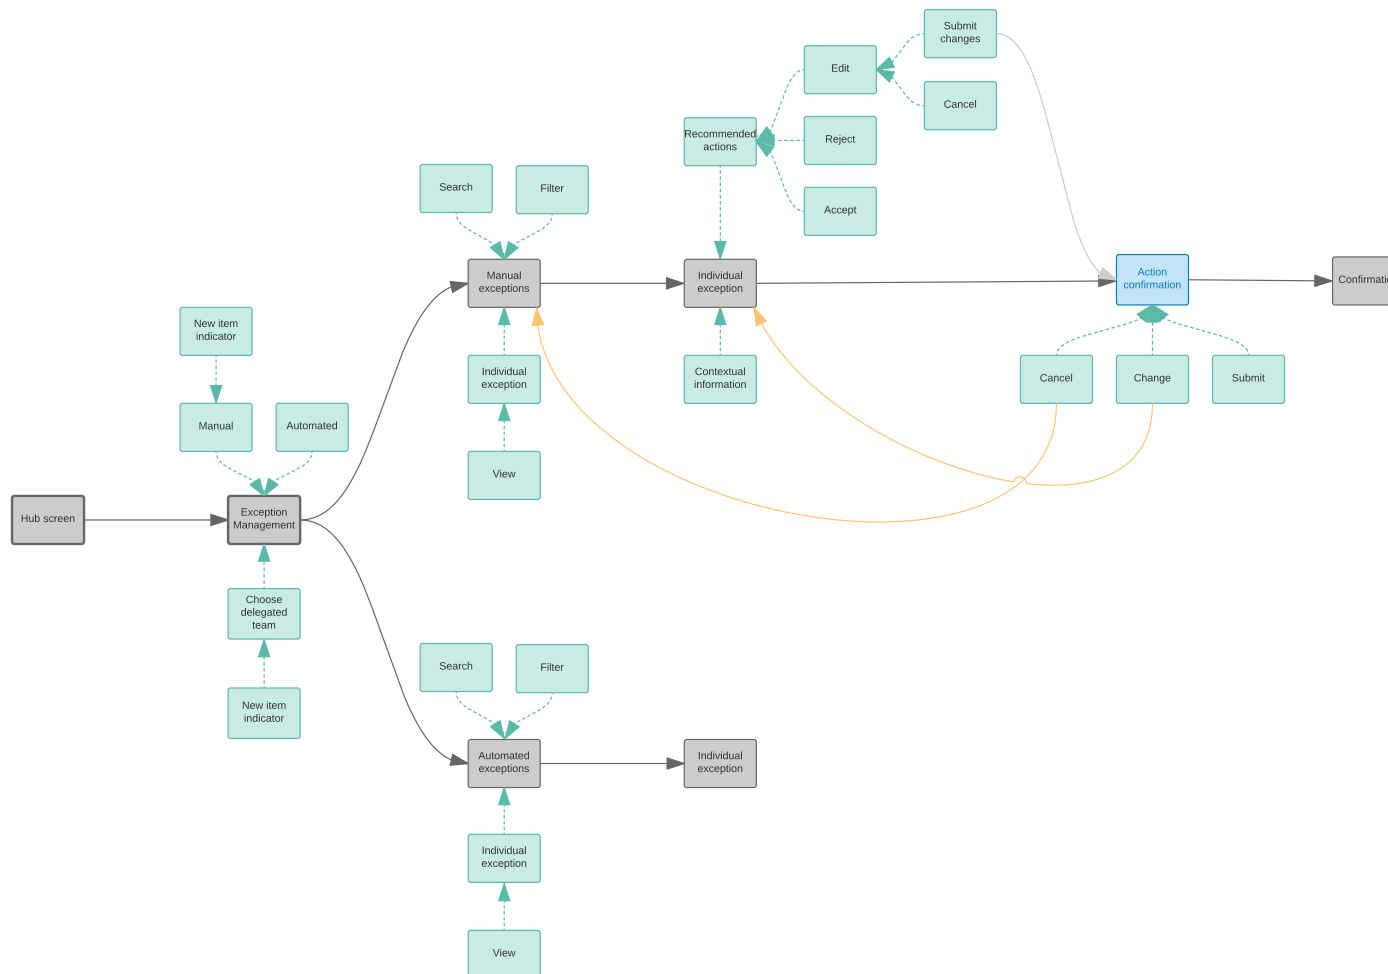 Submit
changes
Edit
Cancel
Recommended
actions
Reject
Accept
Search
Filter
Manual
exceptions
Individual
exception
Action
confirmation
New item
indicator
Individual
exception
Contextual
information
Cancel
Change
Submit
Manual
Automated
View
Hub screen
Exception
Management
Choose
delegated
team
Search
Filter
New item
indicator
Automated
exceptions
Individual
exception
Individual
exception
View